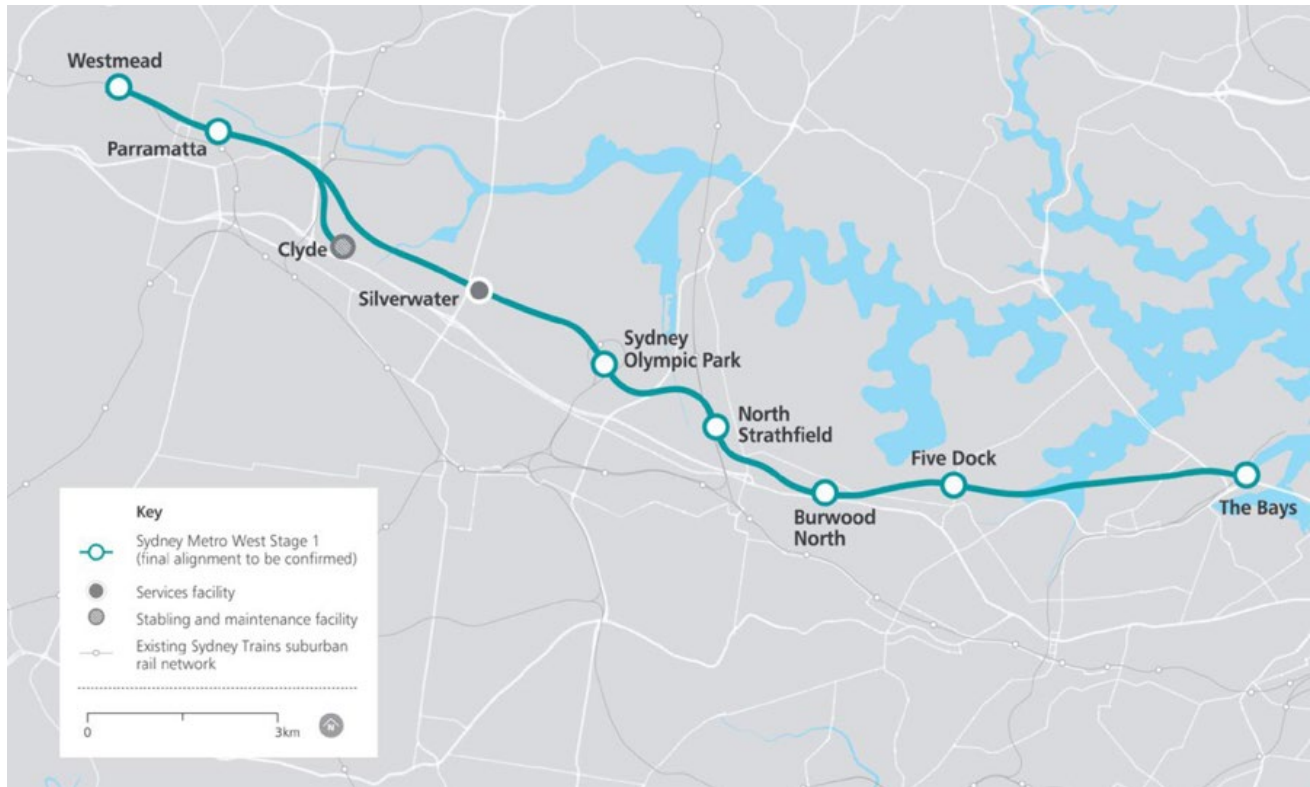 Westmead
Parramatta
Clyde
Silverwater
Sydney
Olympic Park
North
Strathfield
Five Dock
Burwood
North
The Bays
Key
Sydney Metro West Stage 1
(final alignment to be confirmed)
Services facility
Stabling and maintenance facility
Existing Sydney Trains suburban
rail network
0
3km
N